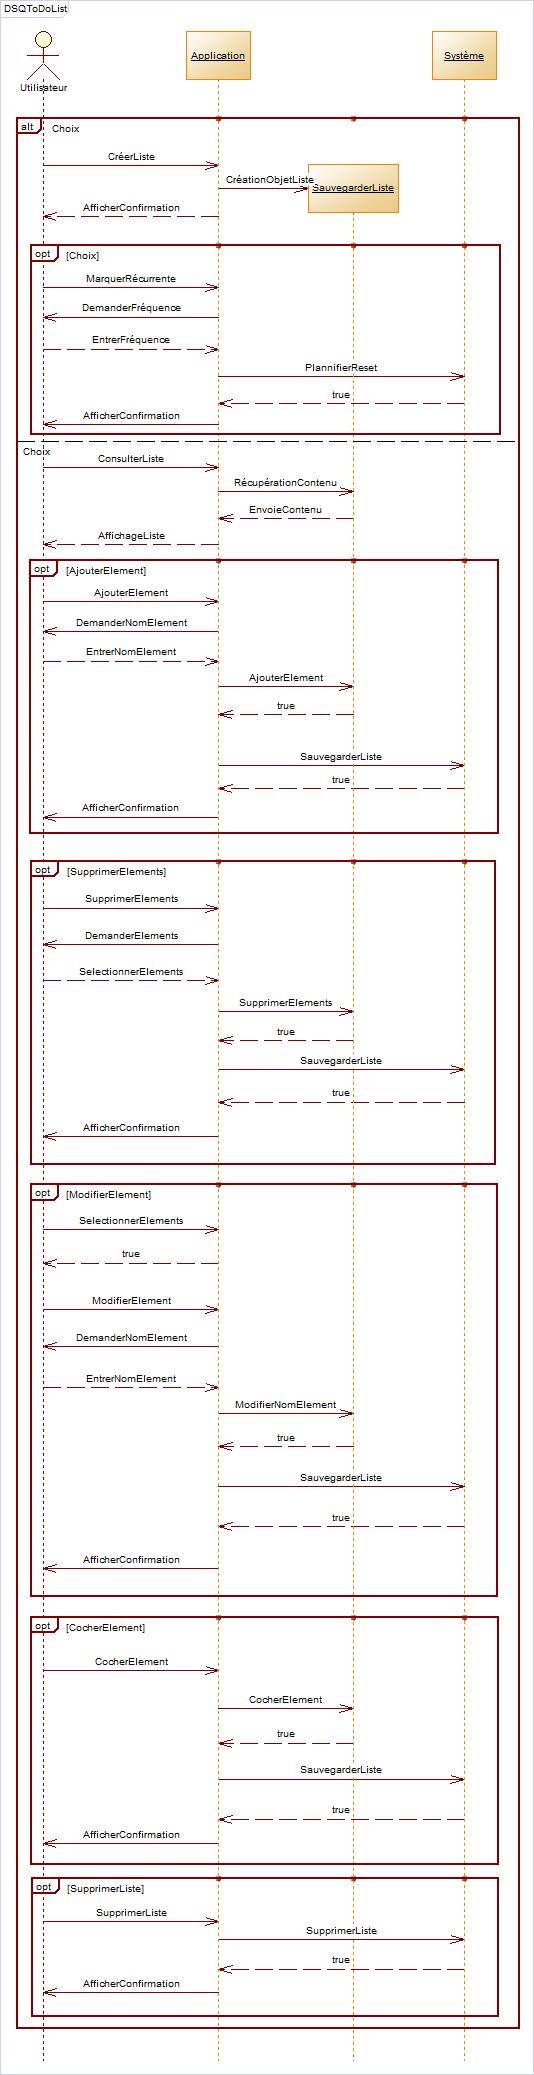 DSQToDoList
Application
Système
Utilisateur
alt
Choix
CréerListe
CréationObjetListe
SauvegarderListe
AfficherConfirmation
opt
[Choix]
MarquerRécurrente
DemanderFréquence
EntrerFréquence
PlannifierReset
true
AfficherConfirmation
Choix
ConsulterListe
RécupérationContenu
EnvoieContenu
AffichageListe
opt
[AjouterElement]
AjouterElement
DemanderNomElement
EntrerNomElement
AjouterElement
true
SauvegarderListe
true
AfficherConfirmation
opt
[SupprimerElements]
SupprimerElements
DemanderElements
SelectionnerElements
SupprimerElements
true
SauvegarderListe
true
AfficherConfirmation
opt
[ModifierElement]
SelectionnerElements
true
ModifierElement
DemanderNomElement
EntrerNomElement
ModifierNomElement
true
SauvegarderListe
true
AfficherConfirmation
opt
[CocherElement]
CocherElement
CocherElement
true
SauvegarderListe
true
AfficherConfirmation
opt
[SupprimerListe]
SupprimerListe
SupprimerListe
true
AfficherConfirmation